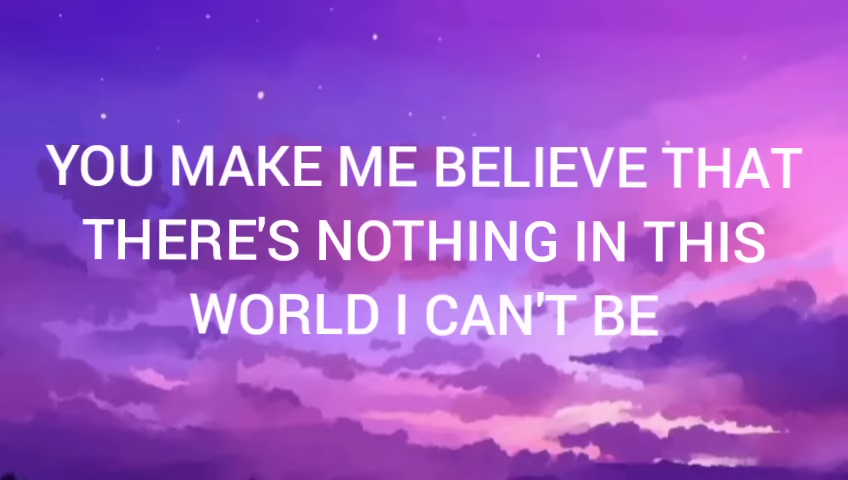 YOU MAKE ME BELIEVE THAT
THERE'S NOTHING IN THIS
WORLD I CAN'T BE